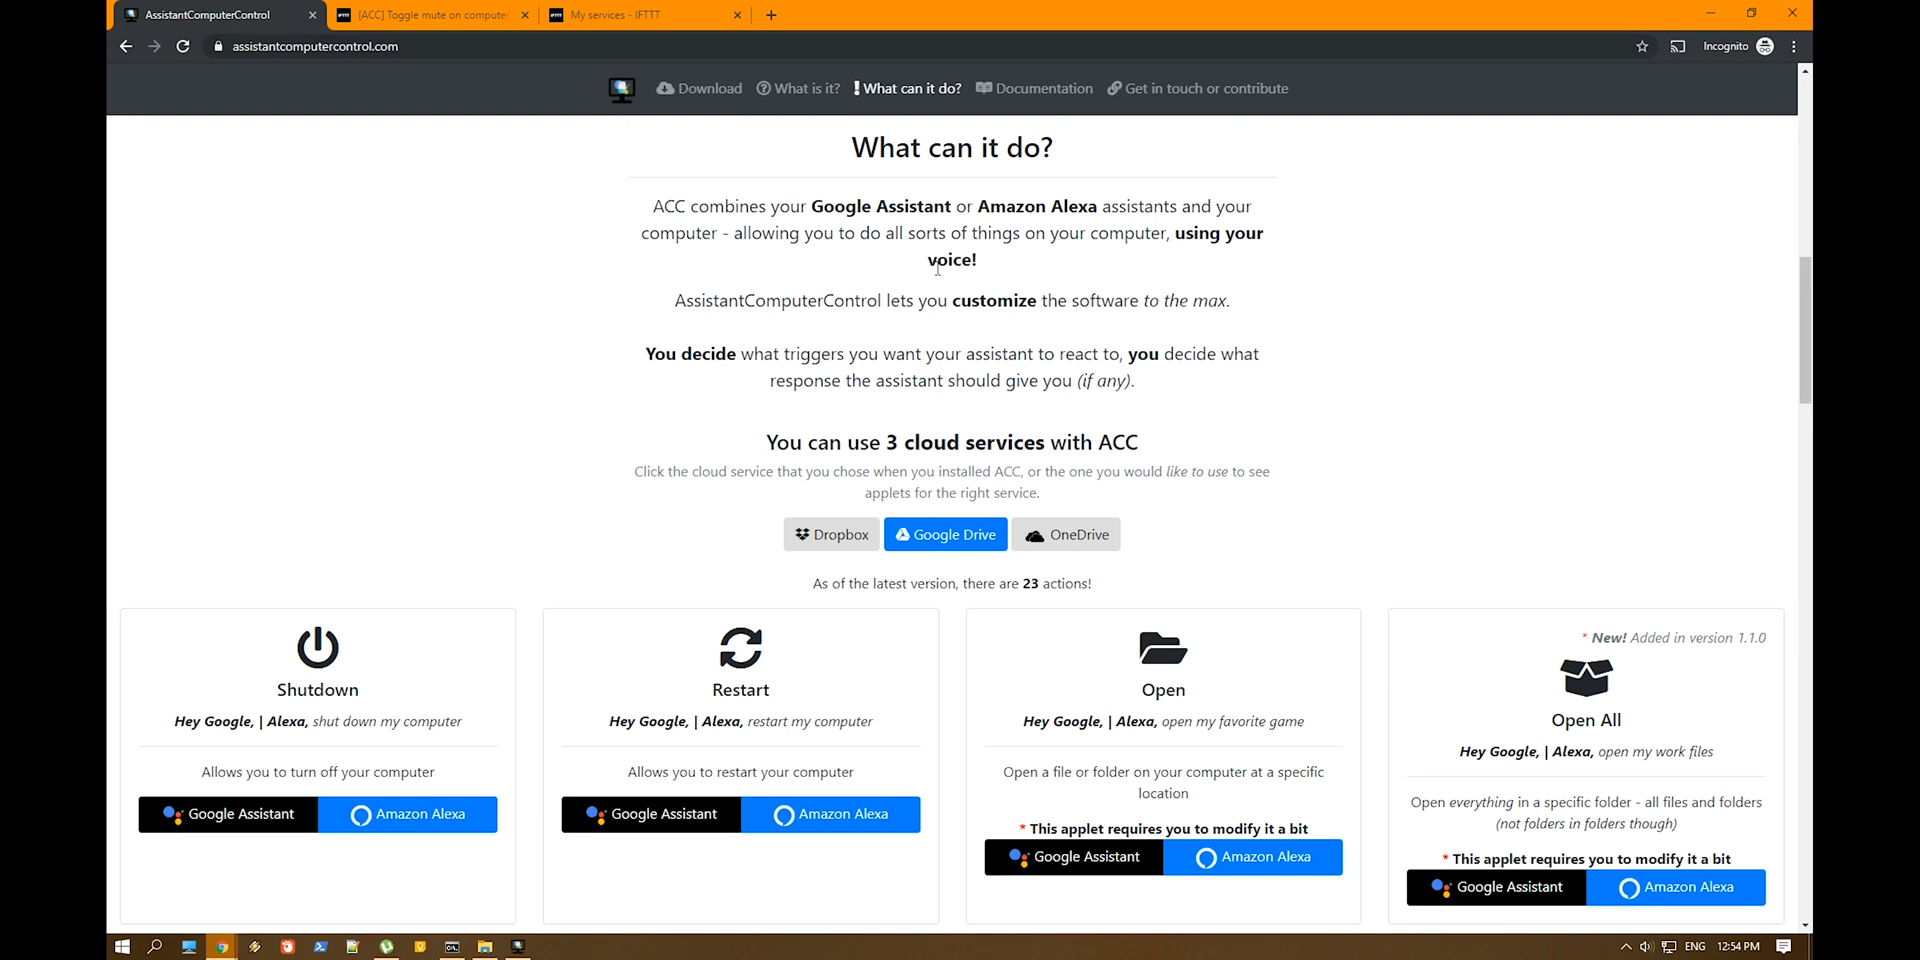 AssistantComputerControl
[ACC] Toggle mute on computer
My services - IFTTT
assistantcomputercontrol.com
Incognito
Download
What is it?
What can it do?
Documentation
Get in touch or contribute
What can it do?
ACC combines your Google Assistant or Amazon Alexa assistants and your
computer - allowing you to do all sorts of things on your computer, using your
voice!
AssistantComputerControl lets you customize the software to the max.
You decide what triggers you want your assistant to react to, you decide what
response the assistant should give you (if any).
You can use 3 cloud services with ACC
Click the cloud service that you chose when you installed ACC, or the one you would like to use to see
applets for the right service.
Dropbox
Google Drive
OneDrive
As of the latest version, there are 23 actions!
Shutdown
Hey Google, | Alexa, shut down my computer
Allows you to turn off your computer
Google Assistant
Amazon Alexa
Restart
Hey Google, | Alexa, restart my computer
Allows you to restart your computer
Google Assistant
Amazon Alexa
Open
Hey Google, | Alexa, open my favorite game
Open a file or folder on your computer at a specific
location
* This applet requires you to modify it a bit
Google Assistant
Amazon Alexa
* New! Added in version 1.1.0
Open All
Hey Google, | Alexa, open my work files
Open everything in a specific folder - all files and folders
(not folders in folders though)
* This applet requires you to modify it a bit
Google Assistant
Amazon Alexa
ENG
12:54 PM